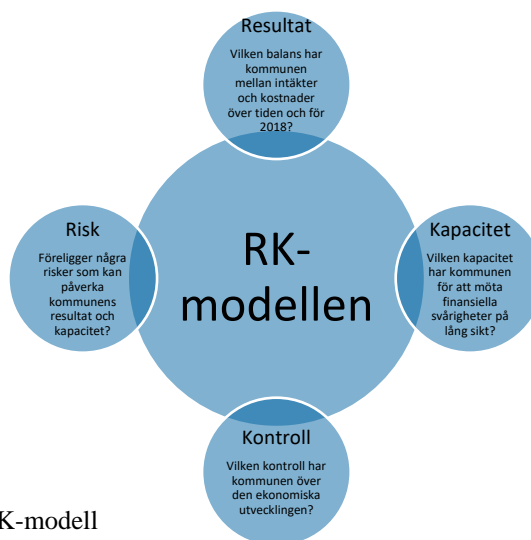 Resultat
Vilken balans har
kommunen
mellan intäkter
och kostnader
över tiden och för
2018?
Risk
Föreligger några
risker som kan
påverka
kommunens
resultat och
kapacitet?
RK-
modellen
Kapacitet
Vilken kapacitet
har kommunen
för att möta
finansiella
svårigheter på
lång sikt?
Kontroll
Vilken kontroll har
kommunen över
den ekonomiska
utvecklingen?
K-modell